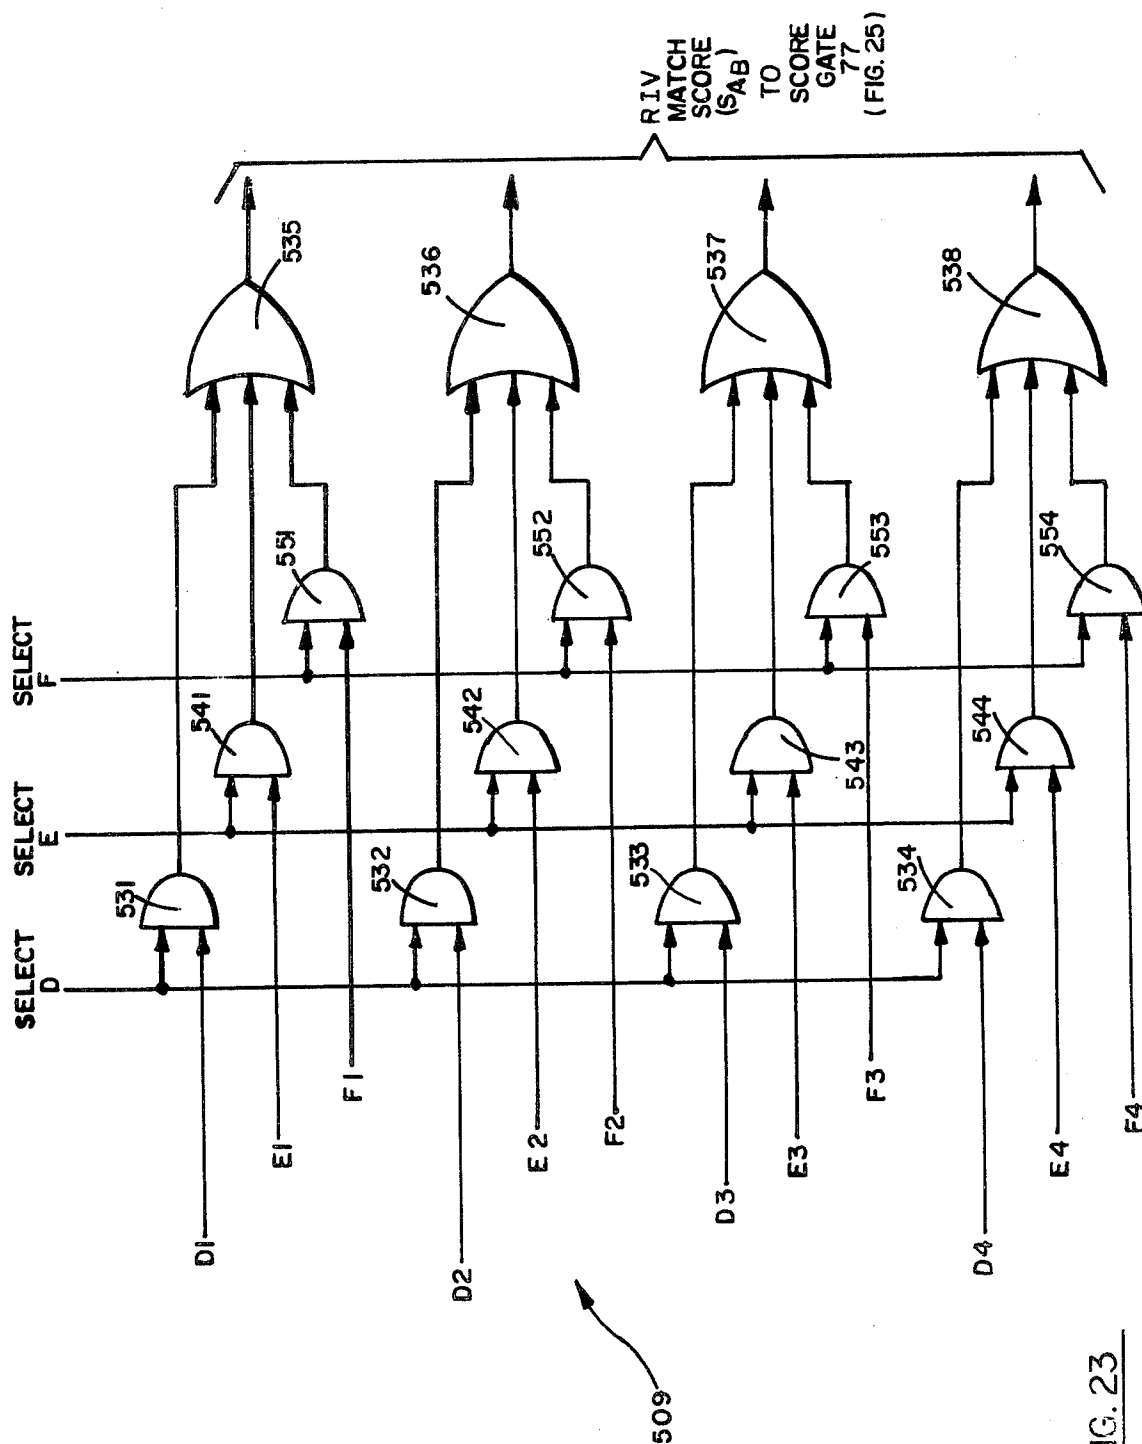 SELECT
D
SELECT
E
SELECT
F
D1
E1
F1
D2
E2
F2
D3
E3
F3
D4
E4
F4
531
541
551
535
532
542
552
536
533
543
553
537
534
544
554
538
RIV
MATCH
SCORE
(SAB)
TO
SCORE
GATE
77
(FIG. 25)
509
IG. 23